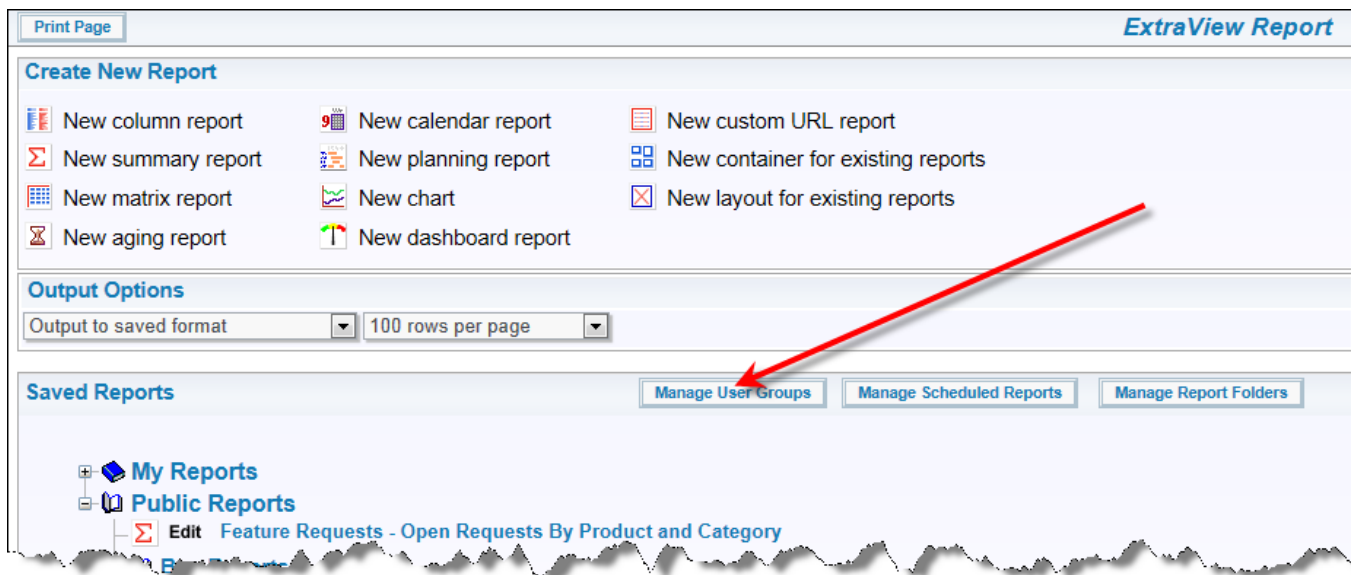 Print Page
ExtraView Report
Create New Report
New column report
New calendar report
New custom URL report
New summary report
New planning report
New container for existing reports
New matrix report
New chart
New layout for existing reports
New aging report
New dashboard report
Output Options
Output to saved format
100 rows per page
Saved Reports
Manage User Groups
Manage Scheduled Reports
Manage Report Folders
My Reports
Public Reports
Edit Feature Requests - Open Requests By Product and Category